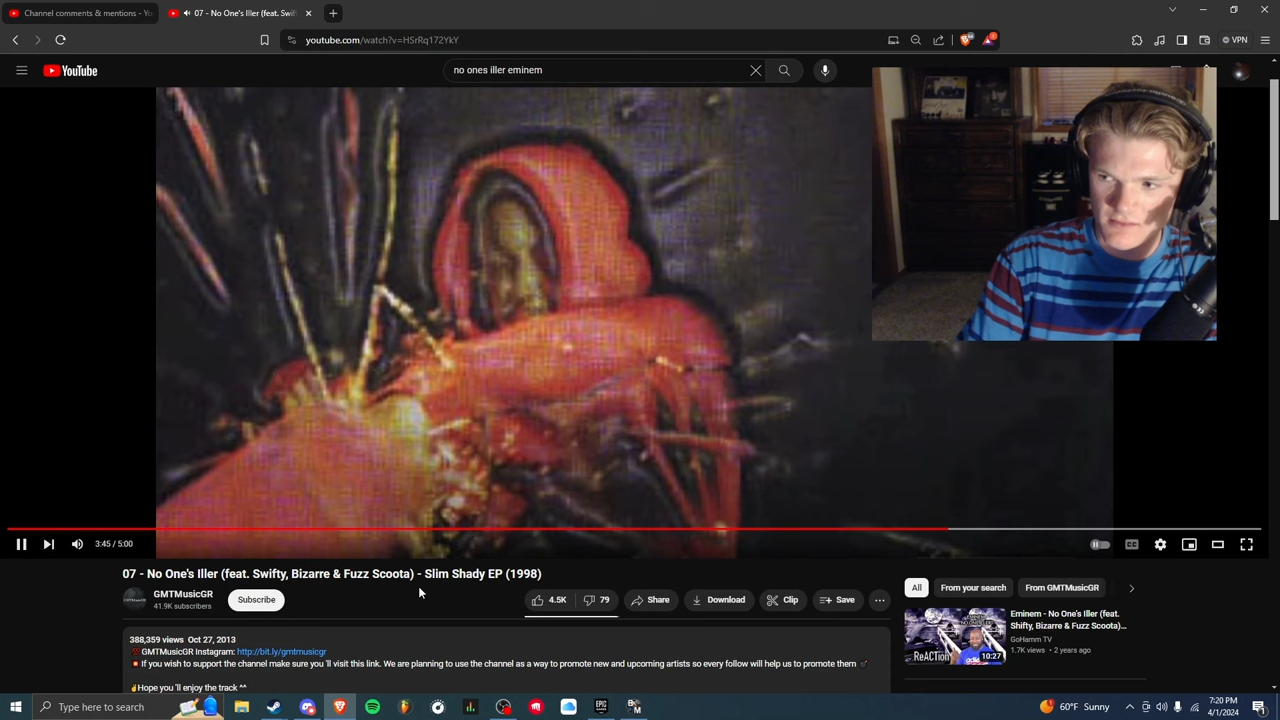 Channel comments & mentions - Yo
07 - No One's Iller (feat. Swif
youtube.com/watch?v=HSrRq172YkY
VPN
YouTube
no ones iller eminem
3:45 / 5:00
07 - No One's Iller (feat. Swifty, Bizarre & Fuzz Scoota) - Slim Shady EP (1998)
GMTMusicGR
41.9K subscribers
Subscribe
4.5K
79
Share
Download
Clip
Save
All
From your search
From GMTMusicGR
388,359 views Oct 27, 2013
GMTMusicGR Instagram: http://bit.ly/gmtmusicgr
If you wish to support the channel make sure you 'll visit this link. We are planning to use the channel as a way to promote new and upcoming artists so every follow will help us to promote them
Hope you 'll enjoy the track ^^
Eminem - No One's Iller (feat.
Shifty, Bizarre & Fuzz Scoota)...
GoHamm TV
1.7K views • 2 years ago
ReACTion
10:27
Type here to search
60°F Sunny
7:20 PM
4/1/2024